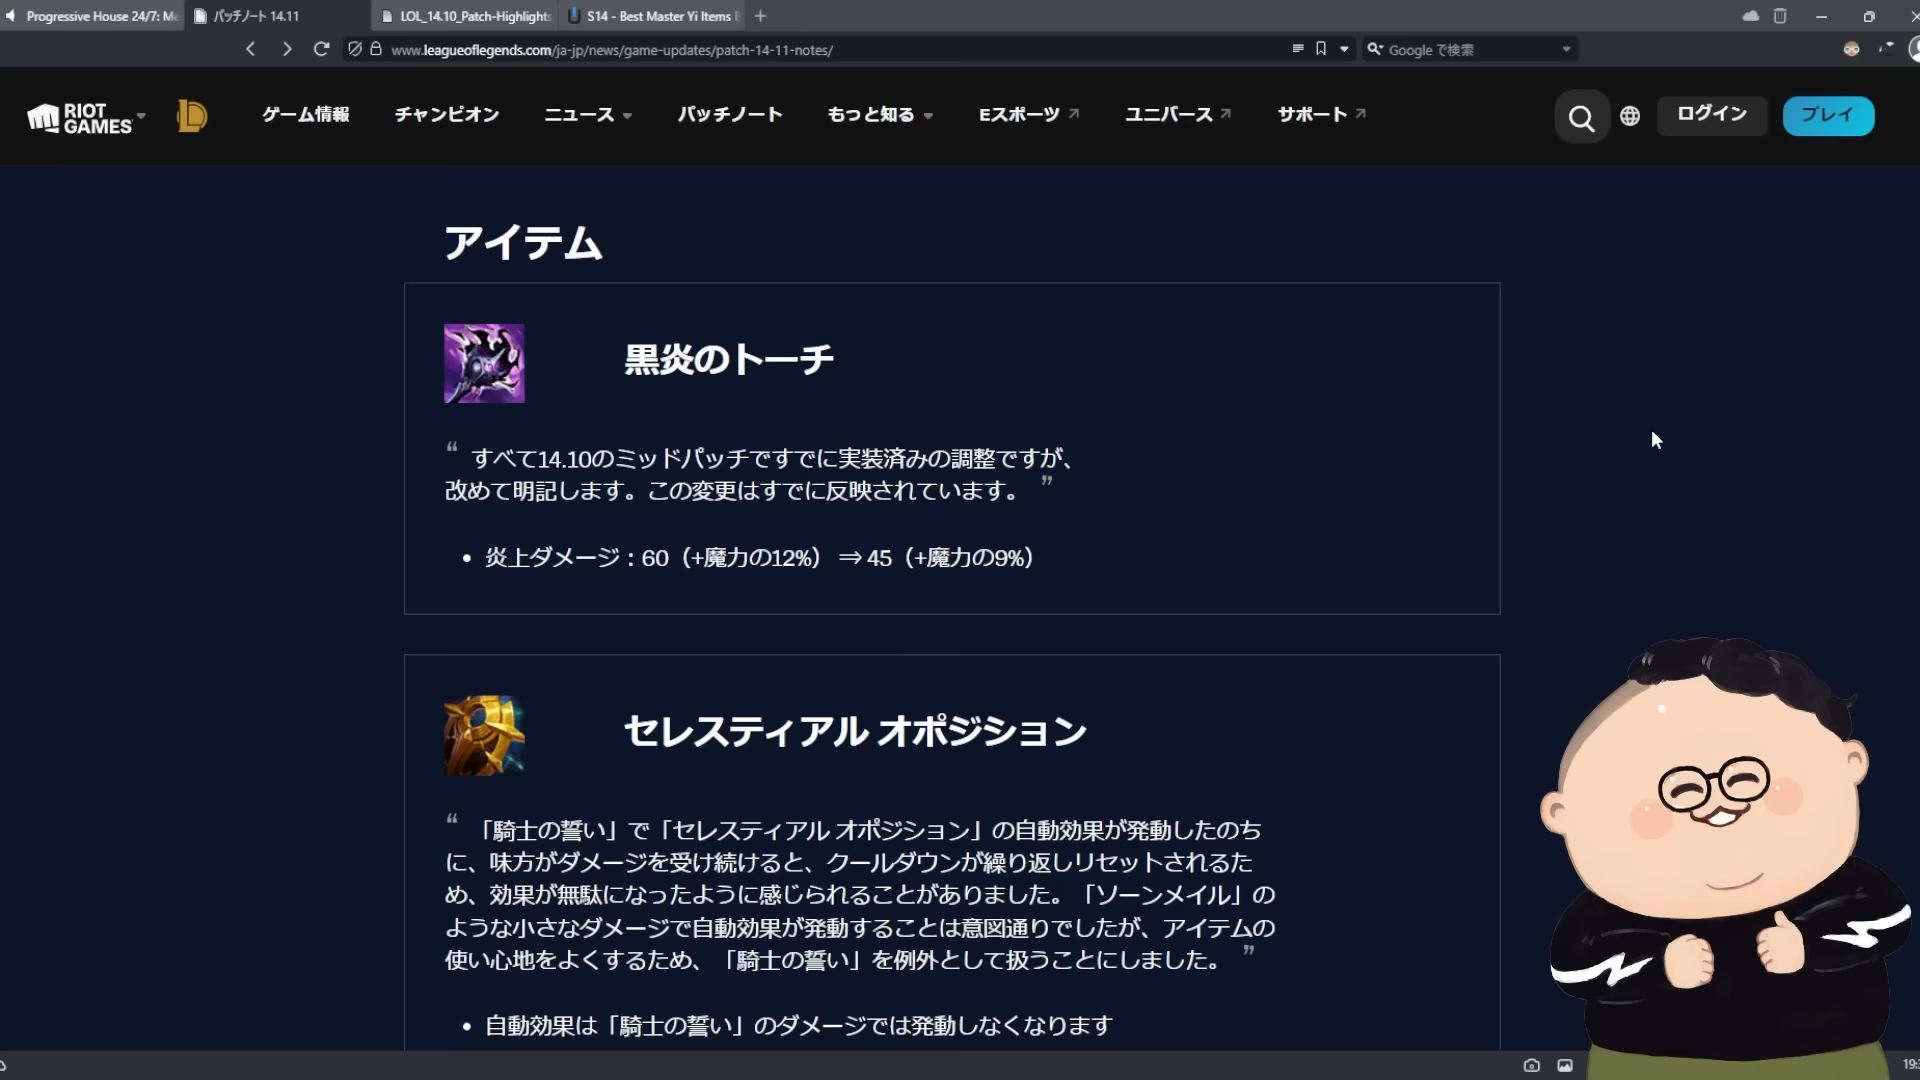 Progressive House 24/7: Me
パッチノート 14.11
LOL_14.10_Patch-Highlights
S14 - Best Master Yi Items
www.leagueoflegends.com/ja-jp/news/game-updates/patch-14-11-notes/
Google で検索
RIOT GAMES
ゲーム情報
チャンピオン
ニュース
パッチノート
もっと知る
Eスポーツ
ユニバース
サポート
ログイン
プレイ
アイテム
黒炎のトーチ
“ すべて14.10のミッドパッチですでに実装済みの調整ですが、
改めて明記します。この変更はすでに反映されています。 ”
• 炎上ダメージ：60（+魔力の12%） ⇒ 45（+魔力の9%）
セレスティアル オポジション
“ 「騎士の誓い」で「セレスティアル オポジション」の自動効果が発動したのち
に、味方がダメージを受け続けると、クールダウンが繰り返しリセットされるた
め、効果が無駄になったように感じられることがありました。「ソーンメイル」の
ような小さなダメージで自動効果が発動することは意図通りでしたが、アイテムの
使い心地をよくするため、「騎士の誓い」を例外として扱うことにしました。 ”
• 自動効果は「騎士の誓い」のダメージでは発動しなくなります